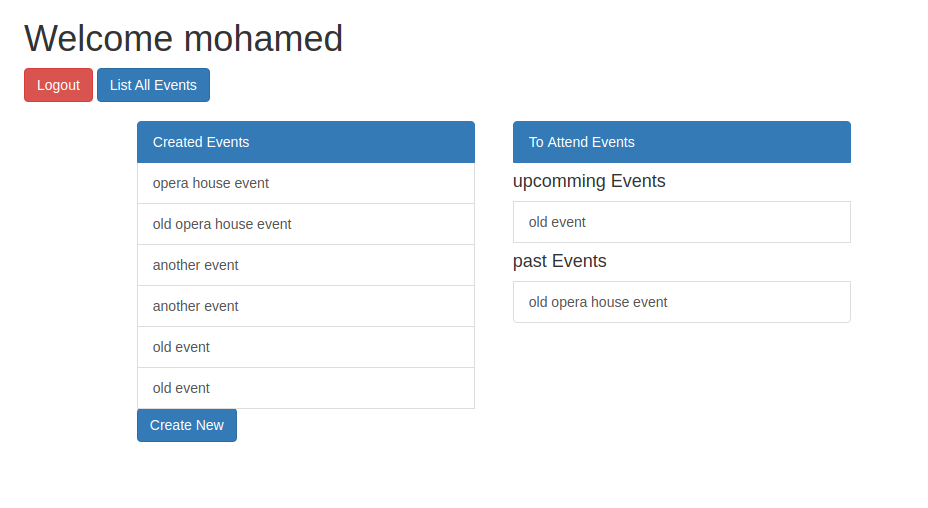 Welcome mohamed
Logout List All Events
Created Events
opera house event
old opera house event
another event
another event
old event
old event
Create New
To Attend Events
upcomming Events
old event
past Events
old opera house event